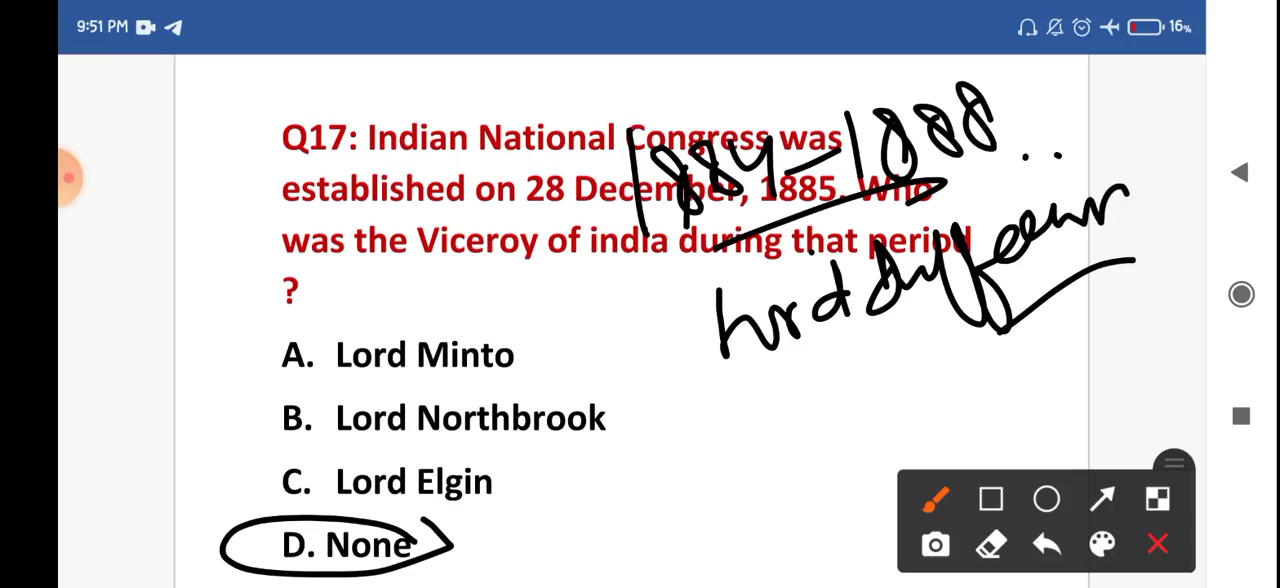 9:51 PM
16%
Q17: Indian National Congress was
established on 28 December, 1885. Who
was the Viceroy of india during that period
?
1884-1888..
lord
A. Lord Minto
B. Lord Northbrook
C. Lord Elgin
D. None